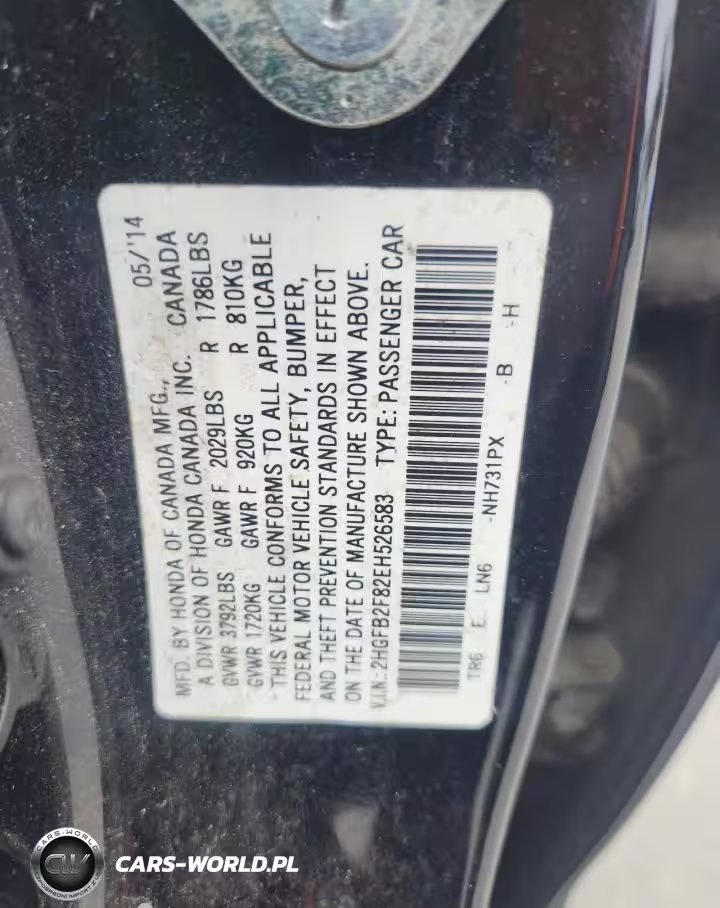 MFD. BY HONDA OF CANADA MFG., 05/'14
A DIVISION OF HONDA CANADA INC. CANADA
GVWR 3792LBS GAWR F 2029LBS R 1786LBS
GVWR 1720KG GAWR F 920KG R 810KG
THIS VEHICLE CONFORMS TO ALL APPLICABLE
FEDERAL MOTOR VEHICLE SAFETY, BUMPER,
AND THEFT PREVENTION STANDARDS IN EFFECT
ON THE DATE OF MANUFACTURE SHOWN ABOVE.
V.I.N.: 2HGFB2F82EH526583 TYPE: PASSENGER CAR
TR6 E LN6 -NH731PX -B -H
CARS-WORLD
CW
CARS-WORLD.PL